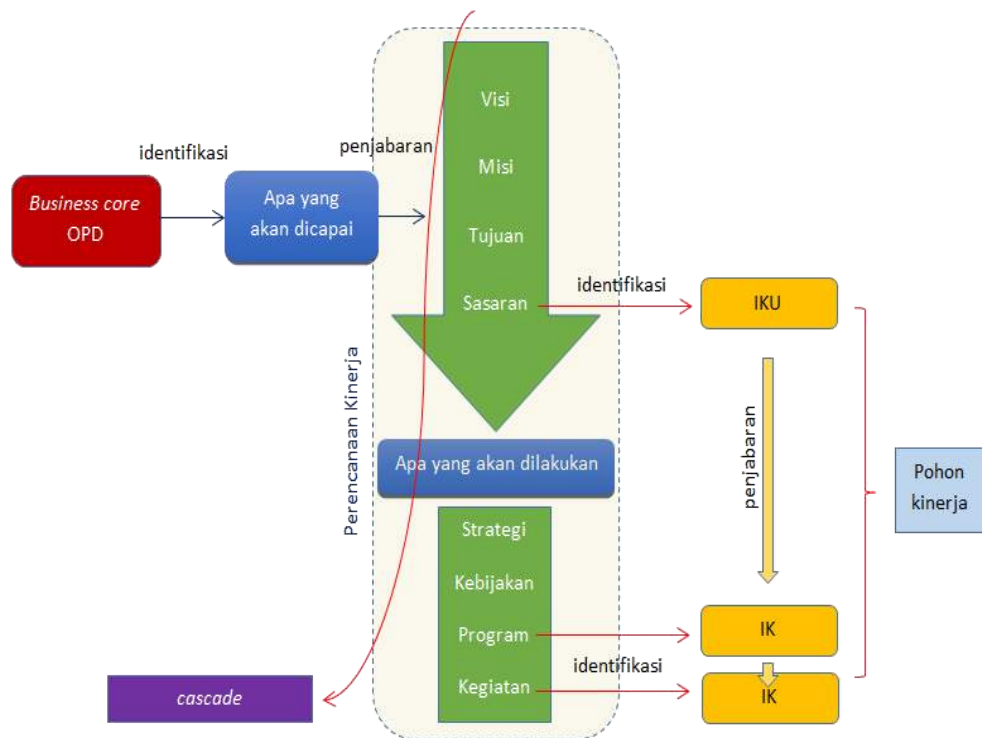 Visi
identifikasi
penjabaran
Misi
Business core
OPD
Apa yang
akan dicapai
Tujuan
Sasaran
identifikasi
IKU
Perencanaan Kinerja
Apa yang akan dilakukan
penjabaran
Pohon
kinerja
Strategi
Kebijakan
Program
IK
Kegiatan
identifikasi
IK
cascade